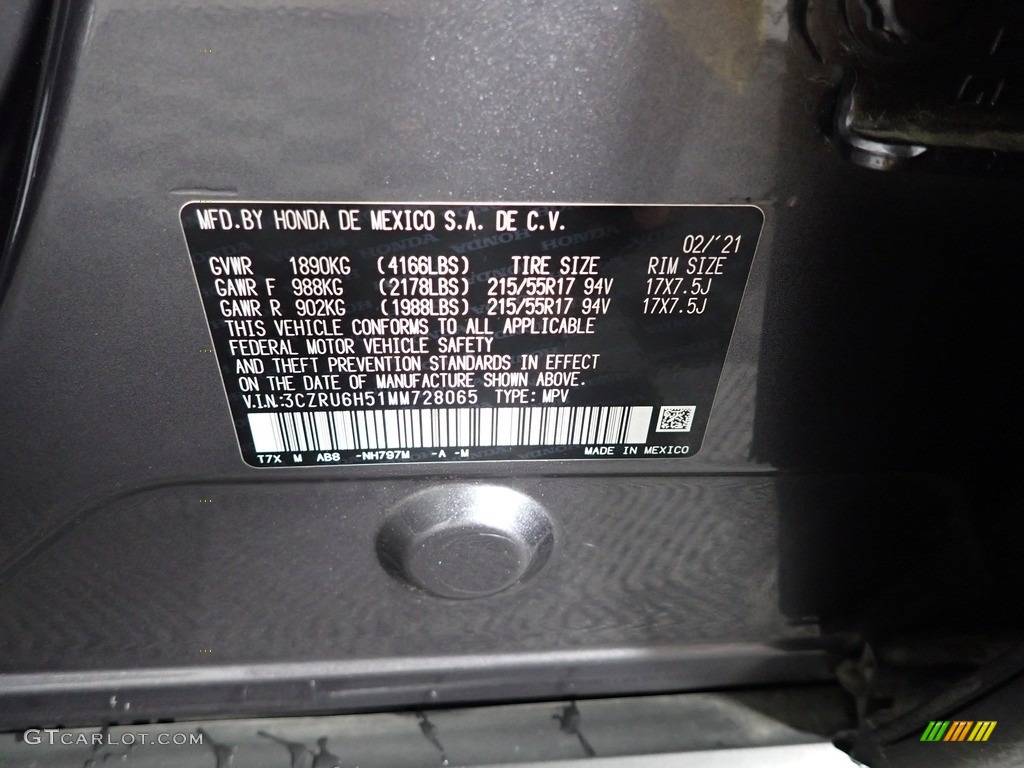 MFD.BY HONDA DE MEXICO S.A. DE C.V.
02/'21
GVWR 1890KG (4166LBS) TIRE SIZE RIM SIZE
GAWR F 988KG (2178LBS) 215/55R17 94V 17X7.5J
GAWR R 902KG (1988LBS) 215/55R17 94V 17X7.5J
THIS VEHICLE CONFORMS TO ALL APPLICABLE
FEDERAL MOTOR VEHICLE SAFETY
AND THEFT PREVENTION STANDARDS IN EFFECT
ON THE DATE OF MANUFACTURE SHOWN ABOVE.
V.I.N:3CZRU6H51MM728065 TYPE: MPV
T7X M AB8 -NH797M -A -M MADE IN MEXICO
GTCARLOT.COM